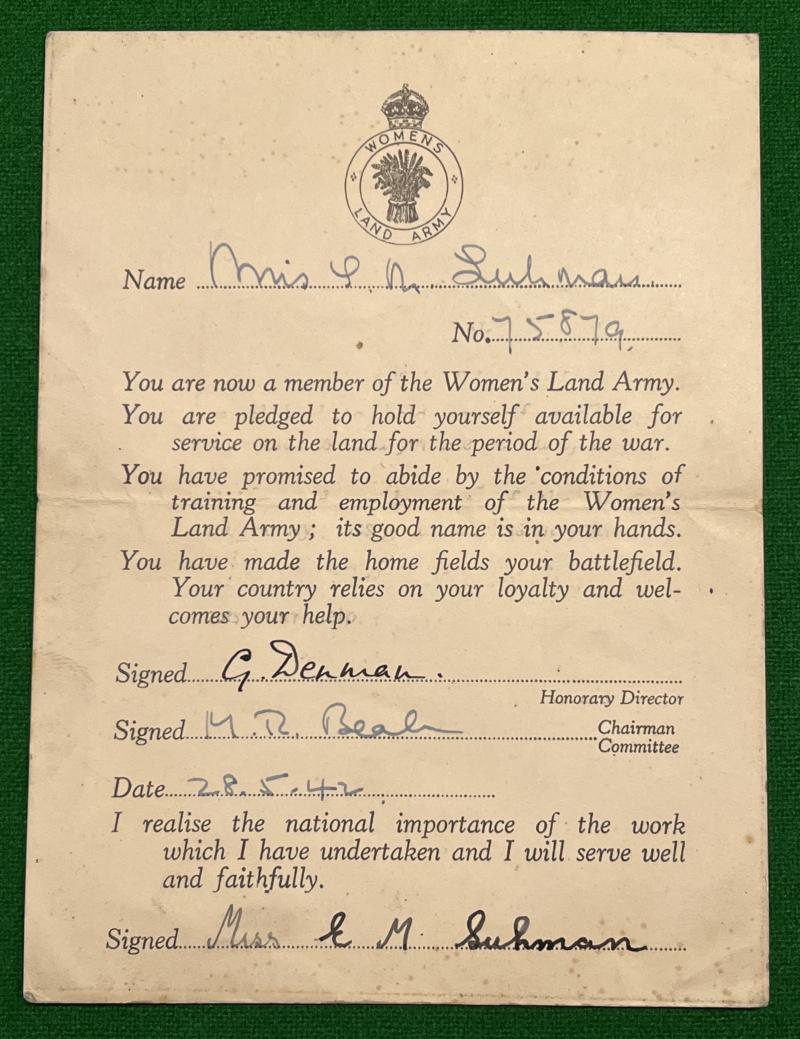 WOMENS
LAND ARMY
Name Miss E. M. Suhman
No. 75879
You are now a member of the Women's Land Army.
You are pledged to hold yourself available for
service on the land for the period of the war.
You have promised to abide by the conditions of
training and employment of the Women's
Land Army ; its good name is in your hands.
You have made the home fields your battlefield.
Your country relies on your loyalty and wel-
comes your help.
Signed G. Denman.
Honorary Director
Signed M. R.
Chairman
Committee
Date 28.5.42
I realise the national importance of the work
which I have undertaken and I will serve well
and faithfully.
Signed Miss E M Suhman